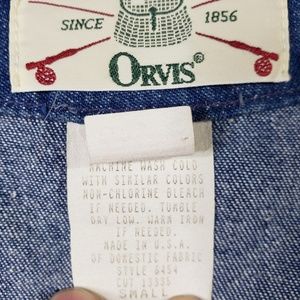 SINCE 1856
ORVIS®
MACHINE WASH COLD
WITH SIMILAR COLORS
NON-CHLORINE BLEACH
IF NEEDED. TUMBLE
DRY LOW. WARM IRON
IF NEEDED.
MADE IN U.S.A.
OF DOMESTIC FABRIC
STYLE 6454
CUT 13335
SMALL